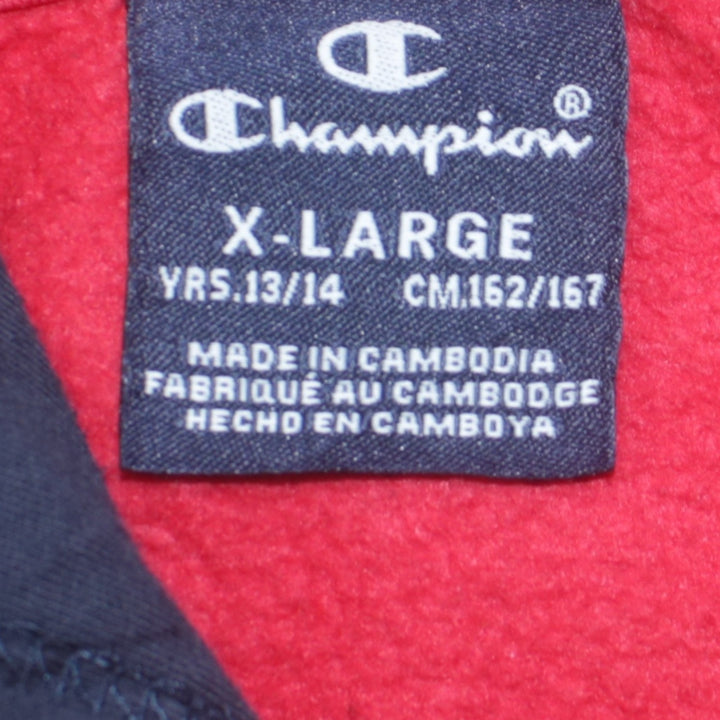 Champion®
X-LARGE
YRS.13/14 CM.162/167
MADE IN CAMBODIA
FABRIQUÉ AU CAMBODGE
HECHO EN CAMBOYA